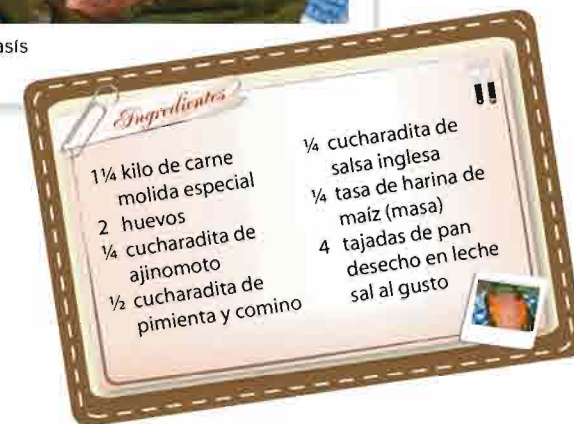 asís
Ingredientes
1¼ kilo de carne
molida especial
2 huevos
¼ cucharadita de
ajinomoto
½ cucharadita de
pimienta y comino
¼ cucharadita de
salsa inglesa
¼ tasa de harina de
maíz (masa)
4 tajadas de pan
desecho en leche
sal al gusto